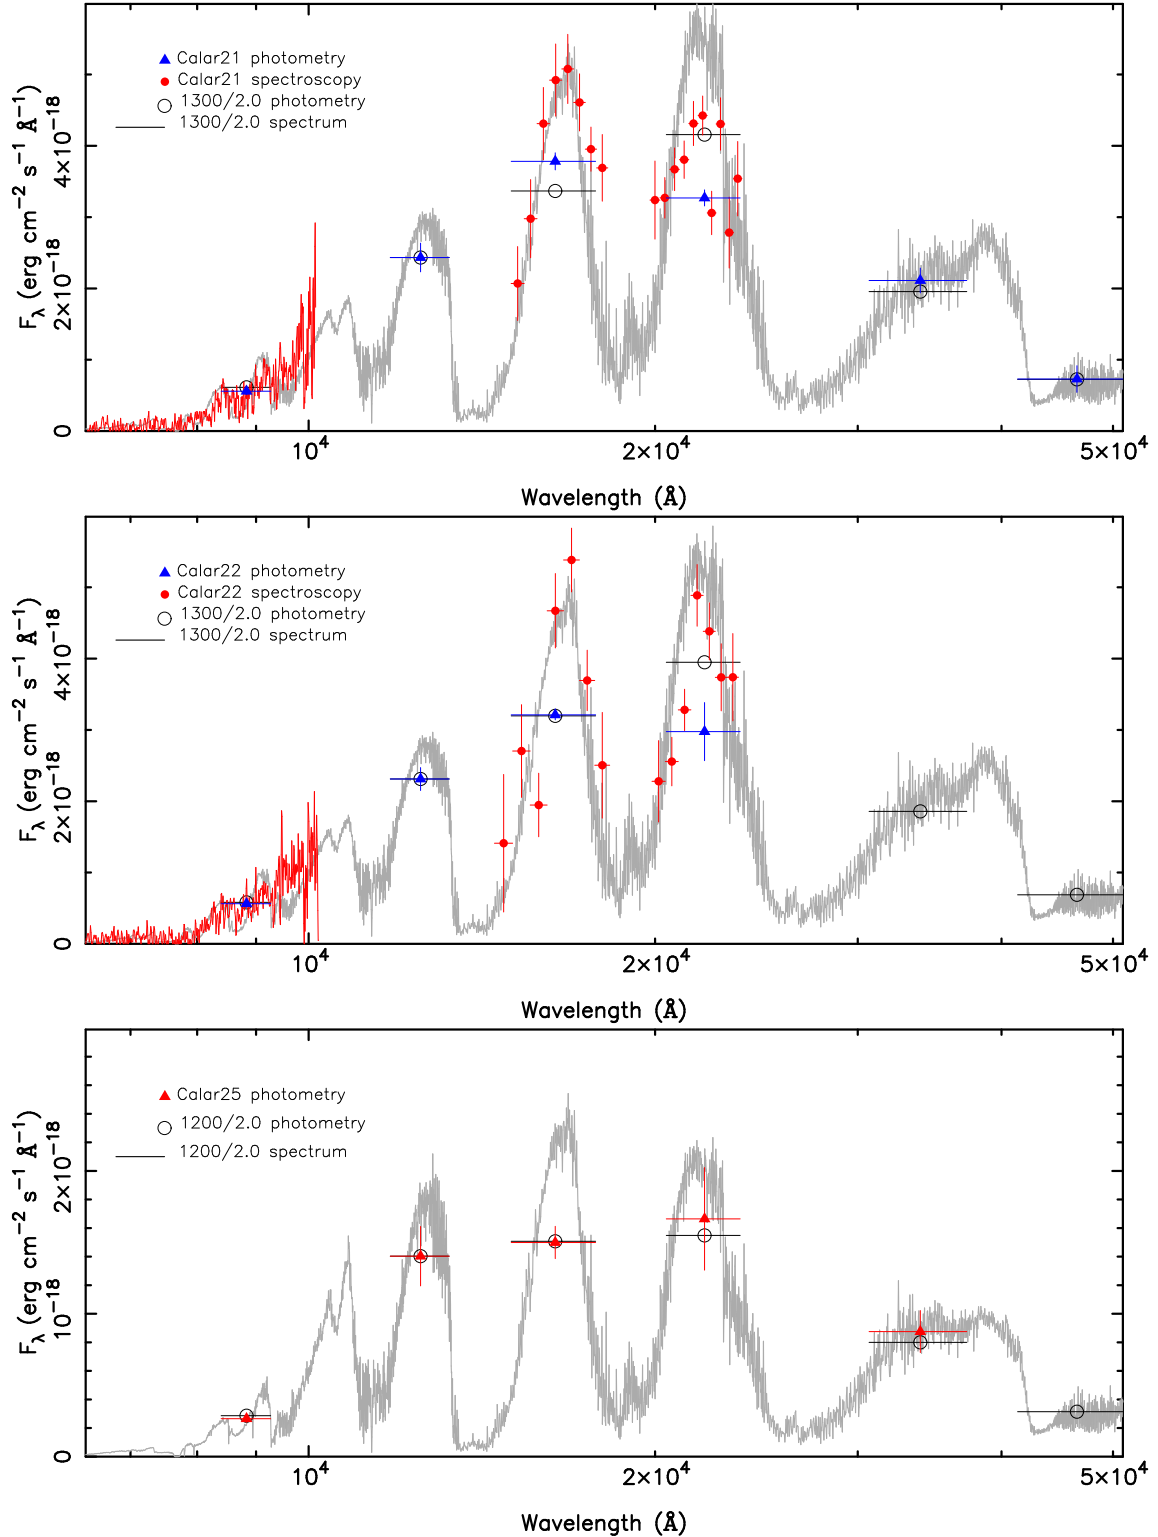 Calar21 photometry
Calar21 spectroscopy
1300/2.0 photometry
1300/2.0 spectrum
F_λ (erg cm⁻² s⁻¹ Å⁻¹)
0 2×10⁻¹⁸ 4×10⁻¹⁸
10⁴ 2×10⁴ 5×10⁴
Wavelength (Å)
Calar22 photometry
Calar22 spectroscopy
1300/2.0 photometry
1300/2.0 spectrum
F_λ (erg cm⁻² s⁻¹ Å⁻¹)
0 2×10⁻¹⁸ 4×10⁻¹⁸
10⁴ 2×10⁴ 5×10⁴
Wavelength (Å)
Calar25 photometry
1200/2.0 photometry
1200/2.0 spectrum
F_λ (erg cm⁻² s⁻¹ Å⁻¹)
0 10⁻¹⁸ 2×10⁻¹⁸
10⁴ 2×10⁴ 5×10⁴
Wavelength (Å)